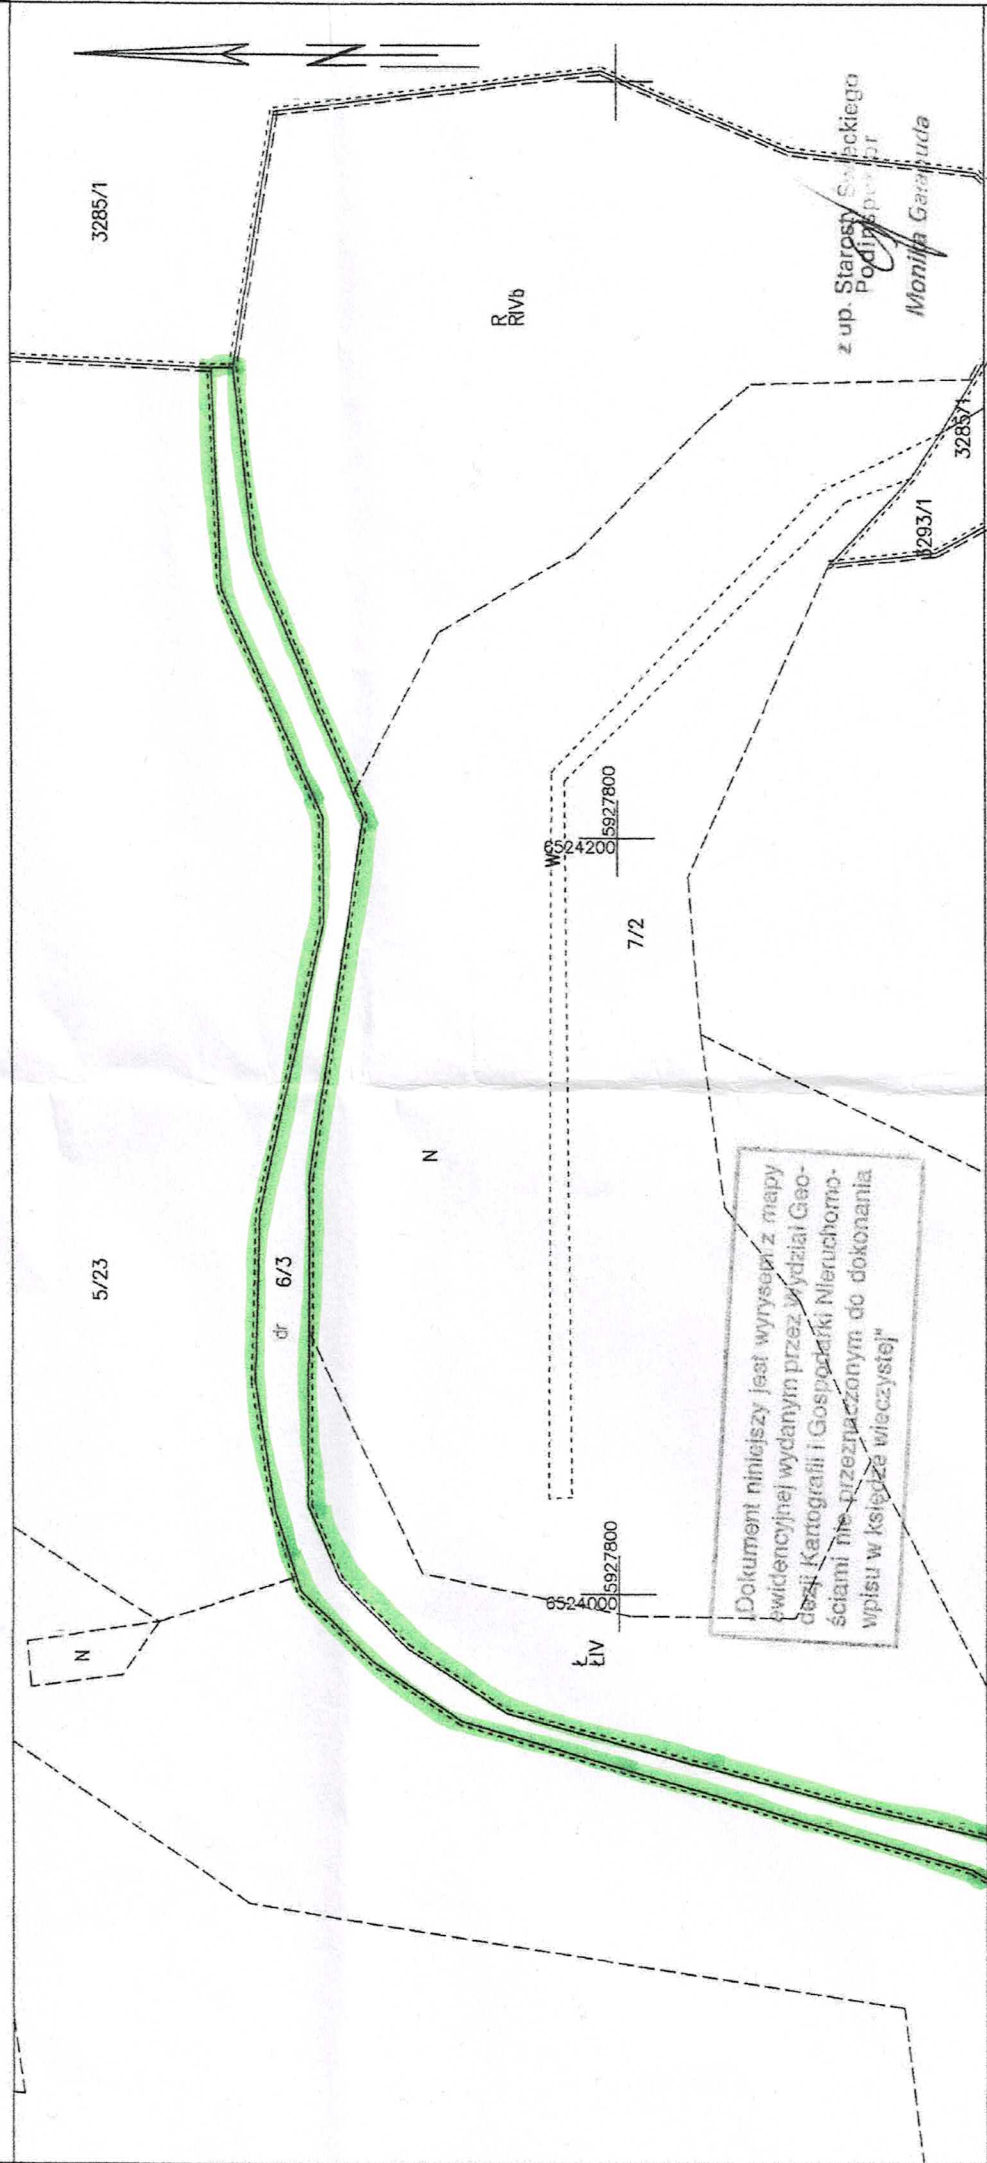 N
3285/1
R
RIVb
z up. Starosty
Monika
3285/1
3293/1
5927800
6524200
W
7/2
N
5/23
dr 6/3
N
5927800
6524000
Ł
ŁIV
„Dokument niniejszy jest wyrysem z mapy
ewidencyjnej wydanym przez Wydział Geo-
dezji Kartografii i Gospodarki Nieruchomo-
ściami nie przeznaczonym do dokonania
wpisu w księdze wieczystej"